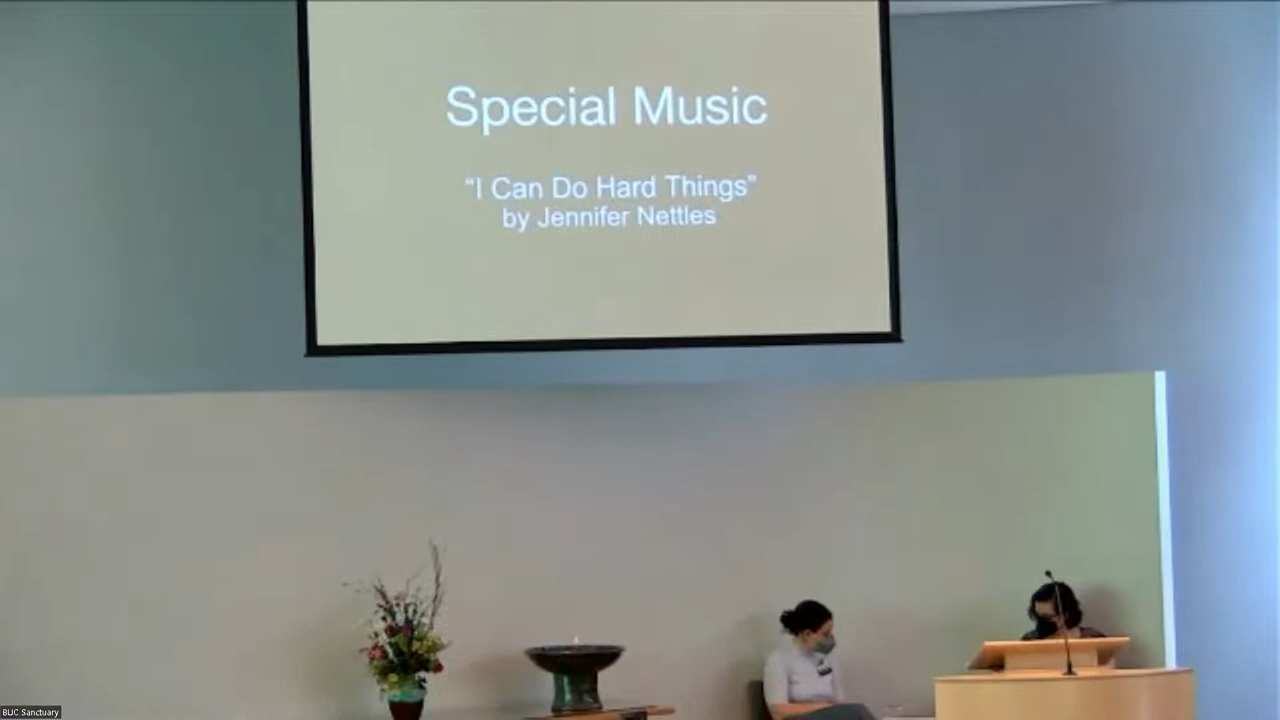 Special Music
“I Can Do Hard Things”
by Jennifer Nettles
BUC Sanctuary